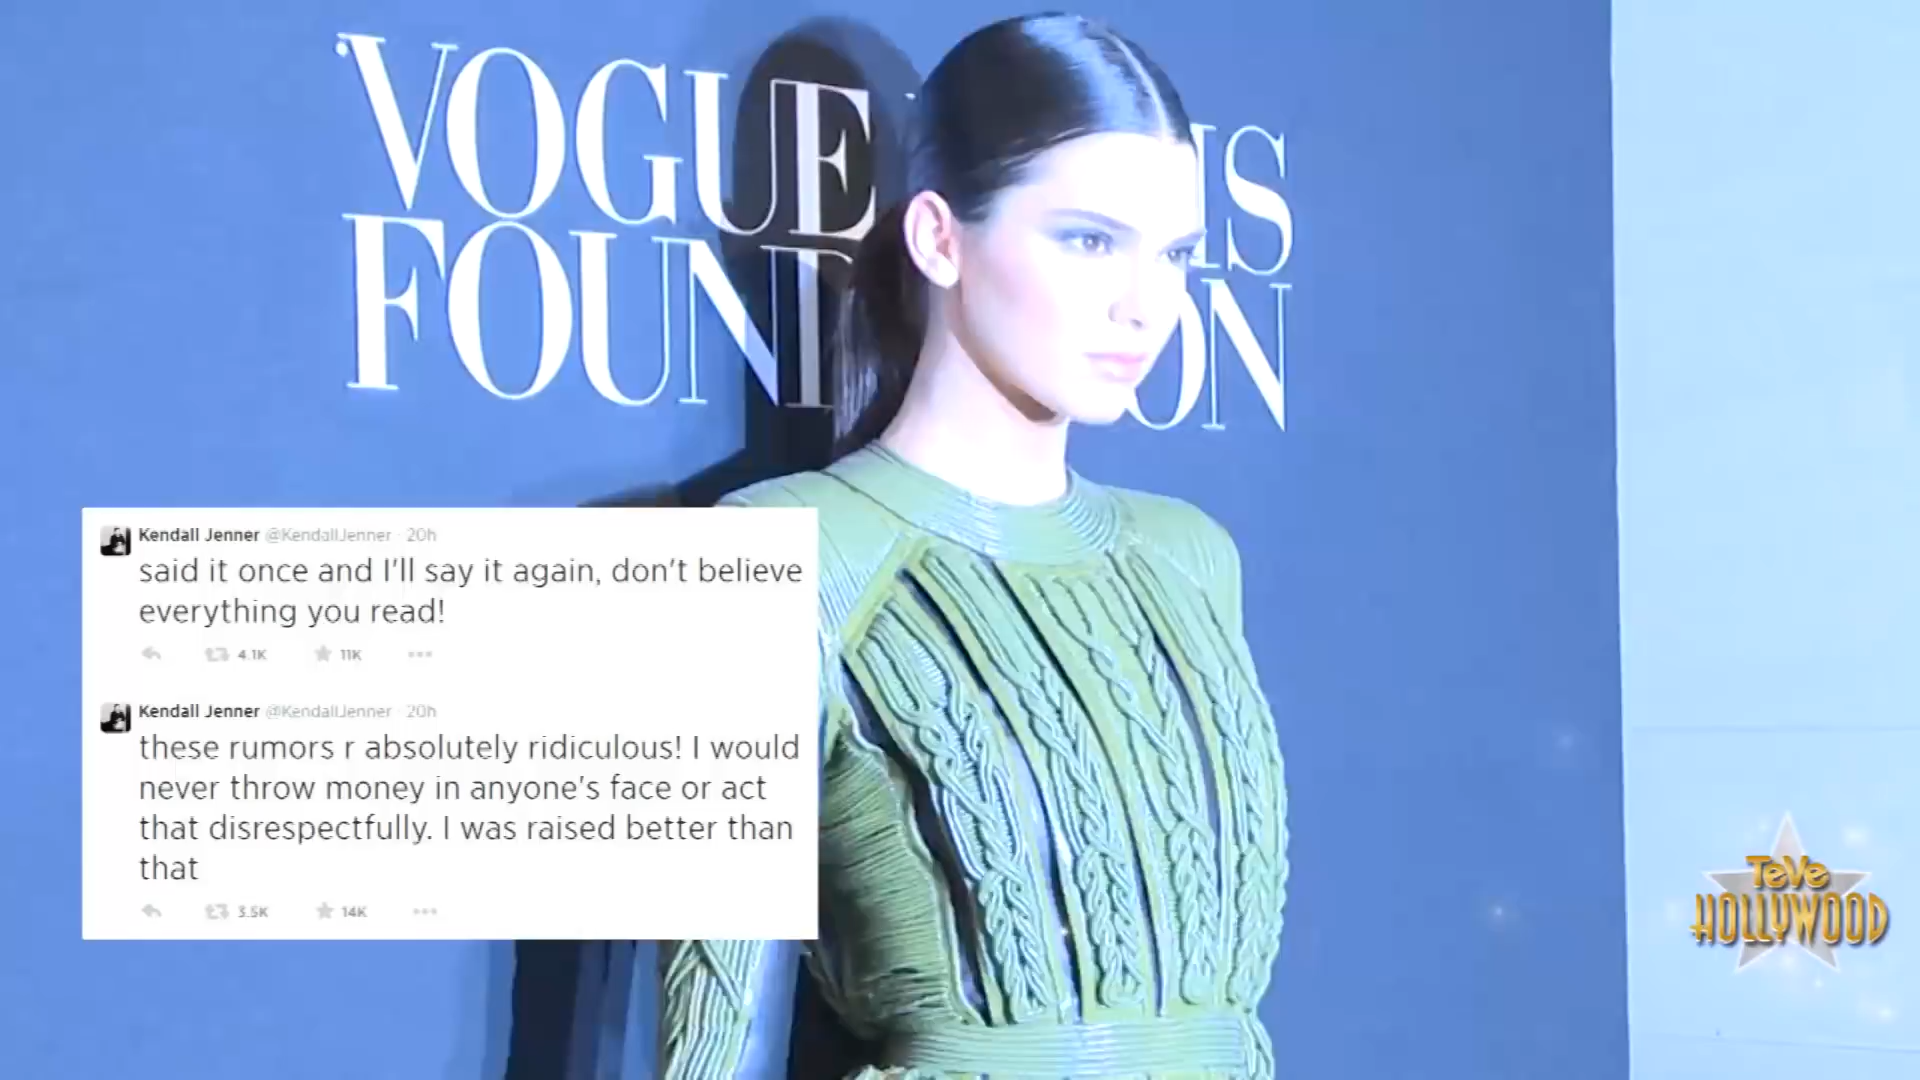 VOGUE IS
FOUN ON
Kendall Jenner @KendallJenner · 20h
said it once and I'll say it again, don't believe
everything you read!
4.1K 11K
Kendall Jenner @KendallJenner · 20h
these rumors r absolutely ridiculous! I would
never throw money in anyone's face or act
that disrespectfully. I was raised better than
that
3.5K 14K
TeVe
HOLLYWOOD